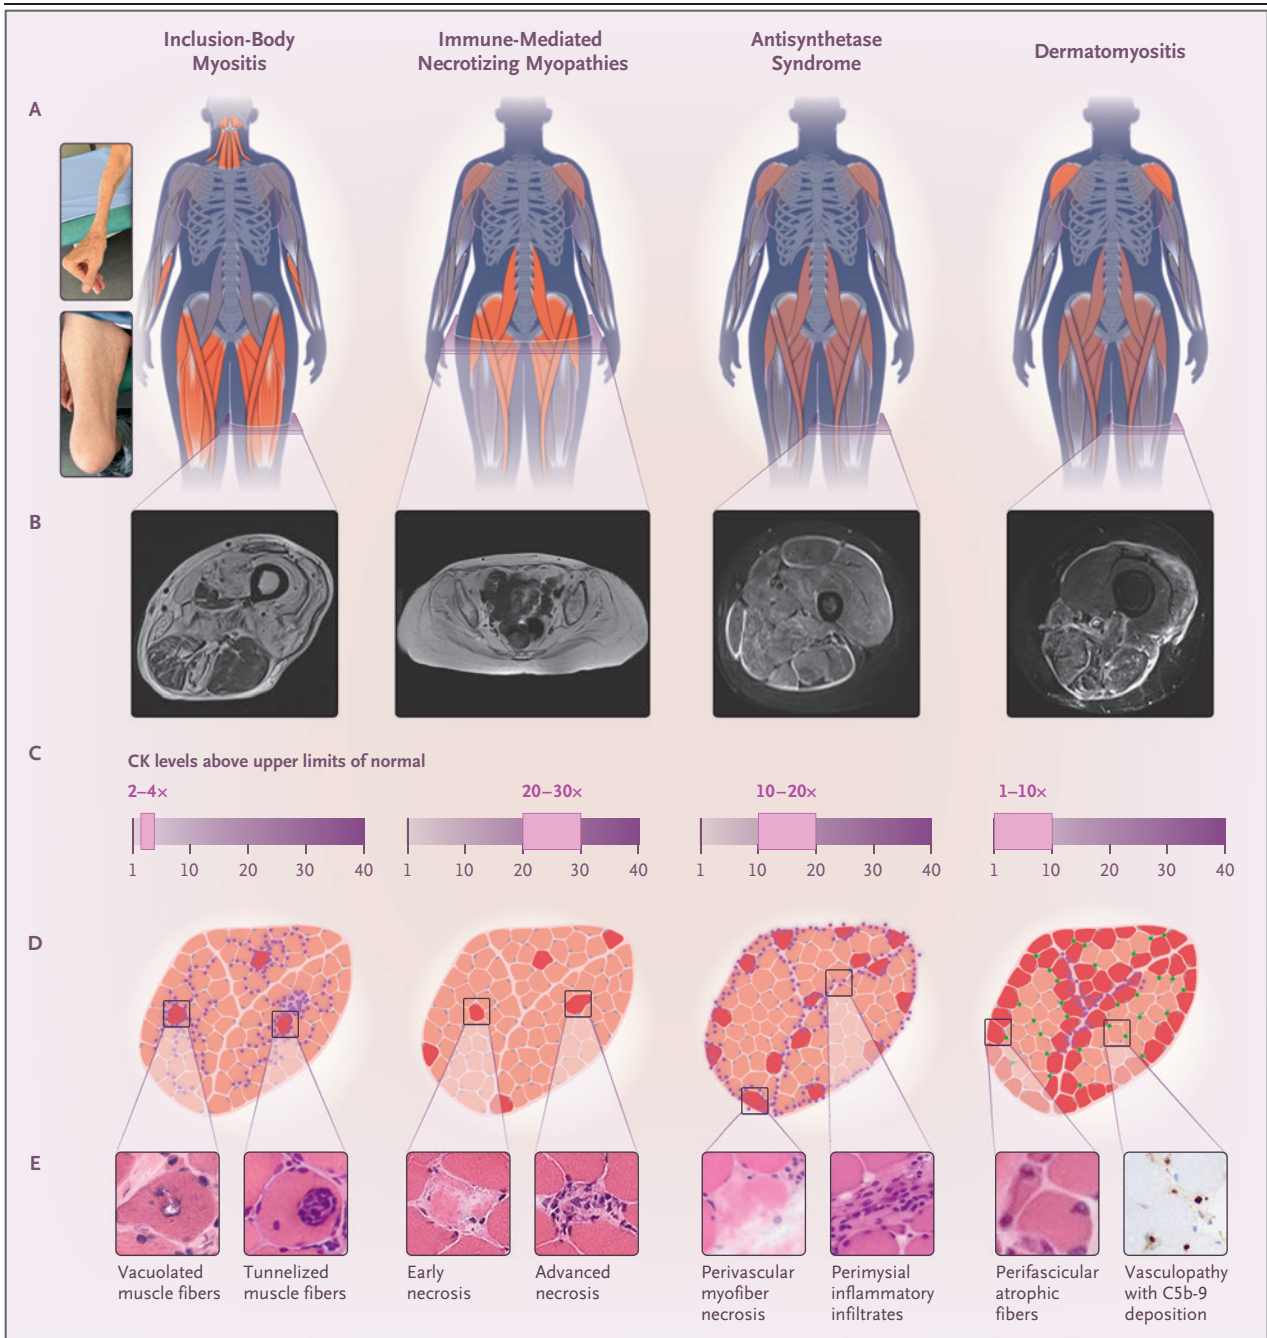 Inclusion-Body
Myositis
Immune-Mediated
Necrotizing Myopathies
Antisynthetase
Syndrome
Dermatomyositis
A
B
C
CK levels above upper limits of normal
2–4×
20–30×
10–20×
1–10×
1 10 20 30 40
1 10 20 30 40
1 10 20 30 40
1 10 20 30 40
D
E
Vacuolated
muscle fibers
Tunnelized
muscle fibers
Early
necrosis
Advanced
necrosis
Perivascular
myofiber
necrosis
Perimysial
inflammatory
infiltrates
Perifascicular
atrophic
fibers
Vasculopathy
with C5b-9
deposition